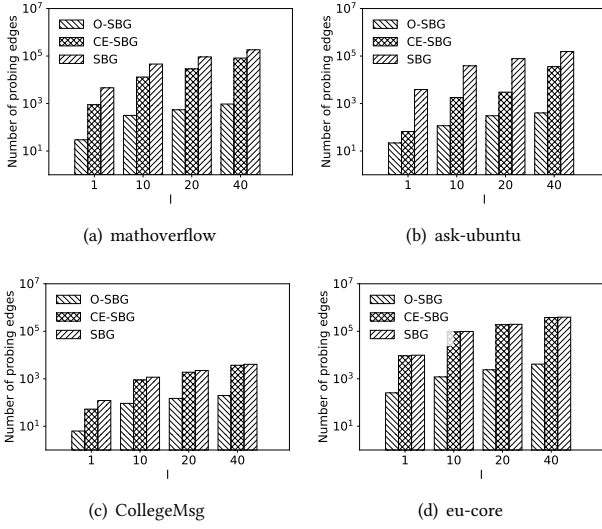 10^7
10^5
10^3
10^1
Number of probing edges
O-SBG
CE-SBG
SBG
1 10 20 40
l
(a) mathoverflow
10^7
10^5
10^3
10^1
Number of probing edges
O-SBG
CE-SBG
SBG
1 10 20 40
l
(b) ask-ubuntu
10^7
10^5
10^3
10^1
Number of probing edges
O-SBG
CE-SBG
SBG
1 10 20 40
l
(c) CollegeMsg
10^7
10^5
10^3
10^1
Number of probing edges
O-SBG
CE-SBG
SBG
1 10 20 40
l
(d) eu-core